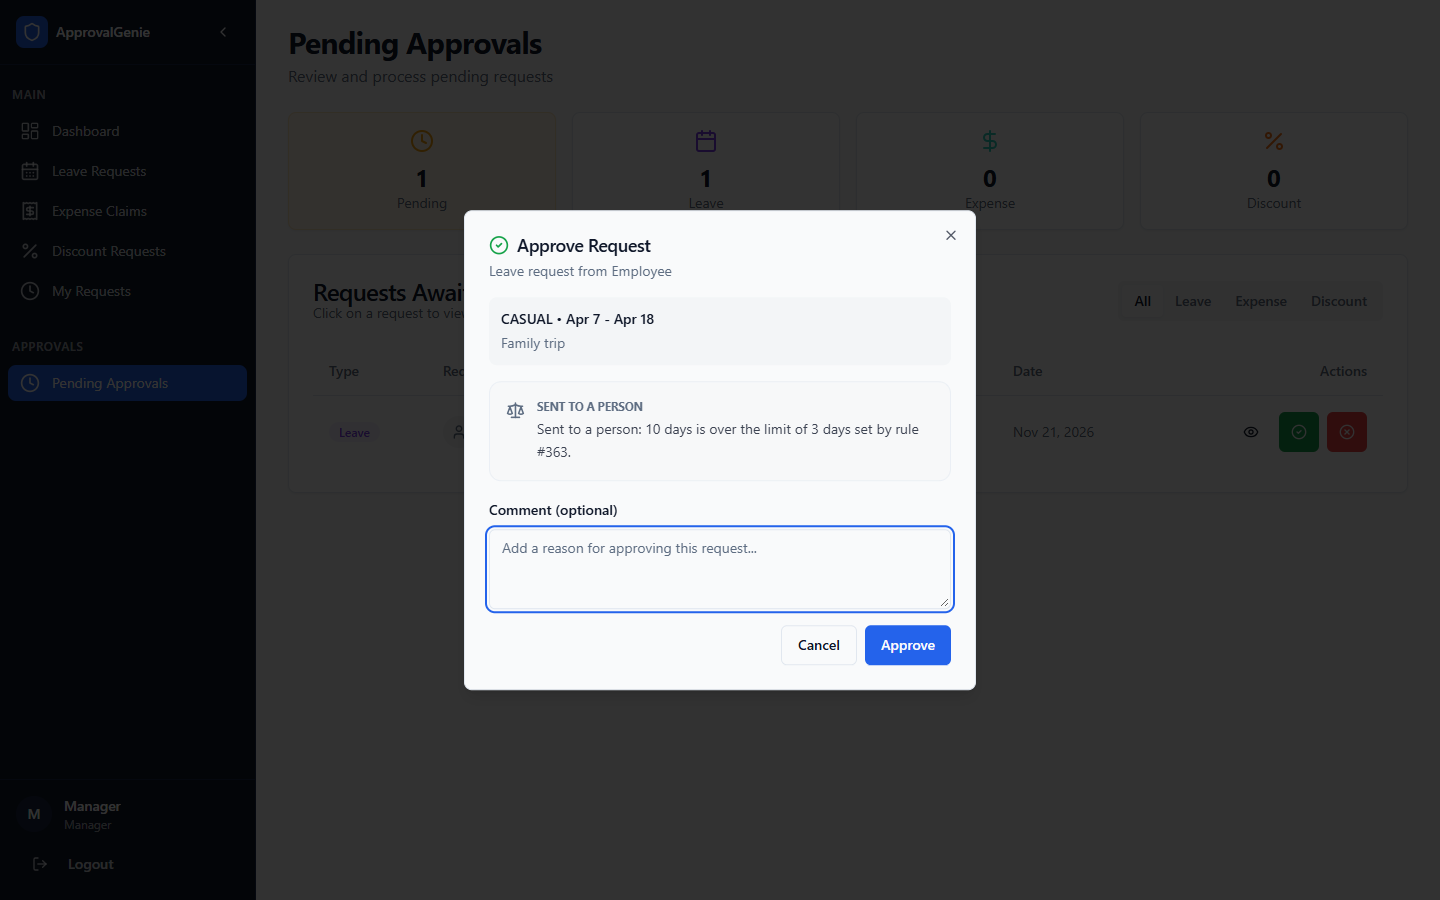 ApprovalGenie
MAIN
Dashboard
Leave Requests
Expense Claims
Discount Requests
My Requests
APPROVALS
Pending Approvals
M
Manager
Manager
Logout
Pending Approvals
Review and process pending requests
1
Pending
1
Leave
0
Expense
0
Discount
Requests
Click on a request to
All
Leave
Expense
Discount
Type
Date
Actions
Leave
Nov 21, 2026
Approve Request
Leave request from Employee
CASUAL • Apr 7 - Apr 18
Family trip
SENT TO A PERSON
Sent to a person: 10 days is over the limit of 3 days set by rule
#363.
Comment (optional)
Add a reason for approving this request...
Cancel
Approve